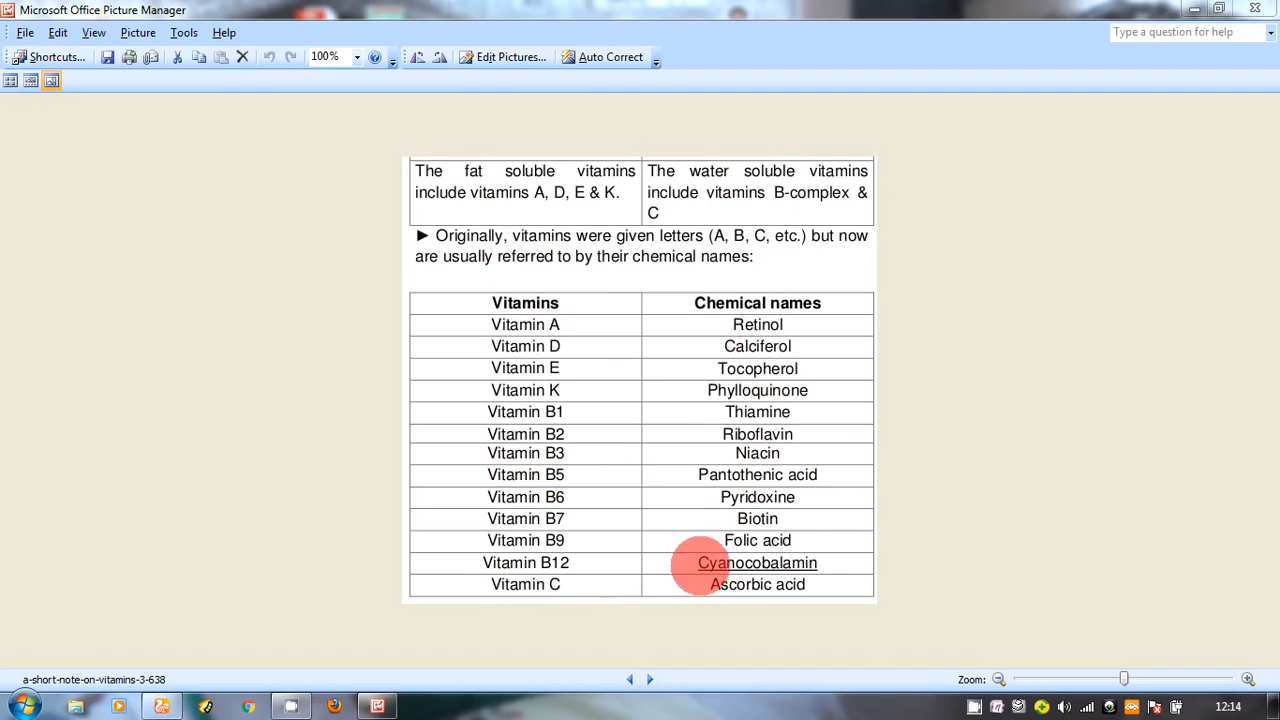 Microsoft Office Picture Manager
File Edit View Picture Tools Help
Type a question for help
Shortcuts... 100% Edit Pictures... Auto Correct
The fat soluble vitamins
include vitamins A, D, E & K.
The water soluble vitamins
include vitamins B-complex &
C
► Originally, vitamins were given letters (A, B, C, etc.) but now
are usually referred to by their chemical names:
Vitamins Chemical names
Vitamin A Retinol
Vitamin D Calciferol
Vitamin E Tocopherol
Vitamin K Phylloquinone
Vitamin B1 Thiamine
Vitamin B2 Riboflavin
Vitamin B3 Niacin
Vitamin B5 Pantothenic acid
Vitamin B6 Pyridoxine
Vitamin B7 Biotin
Vitamin B9 Folic acid
Vitamin B12 Cyanocobalamin
Vitamin C Ascorbic acid
a-short-note-on-vitamins-3-638
Zoom:
12:14